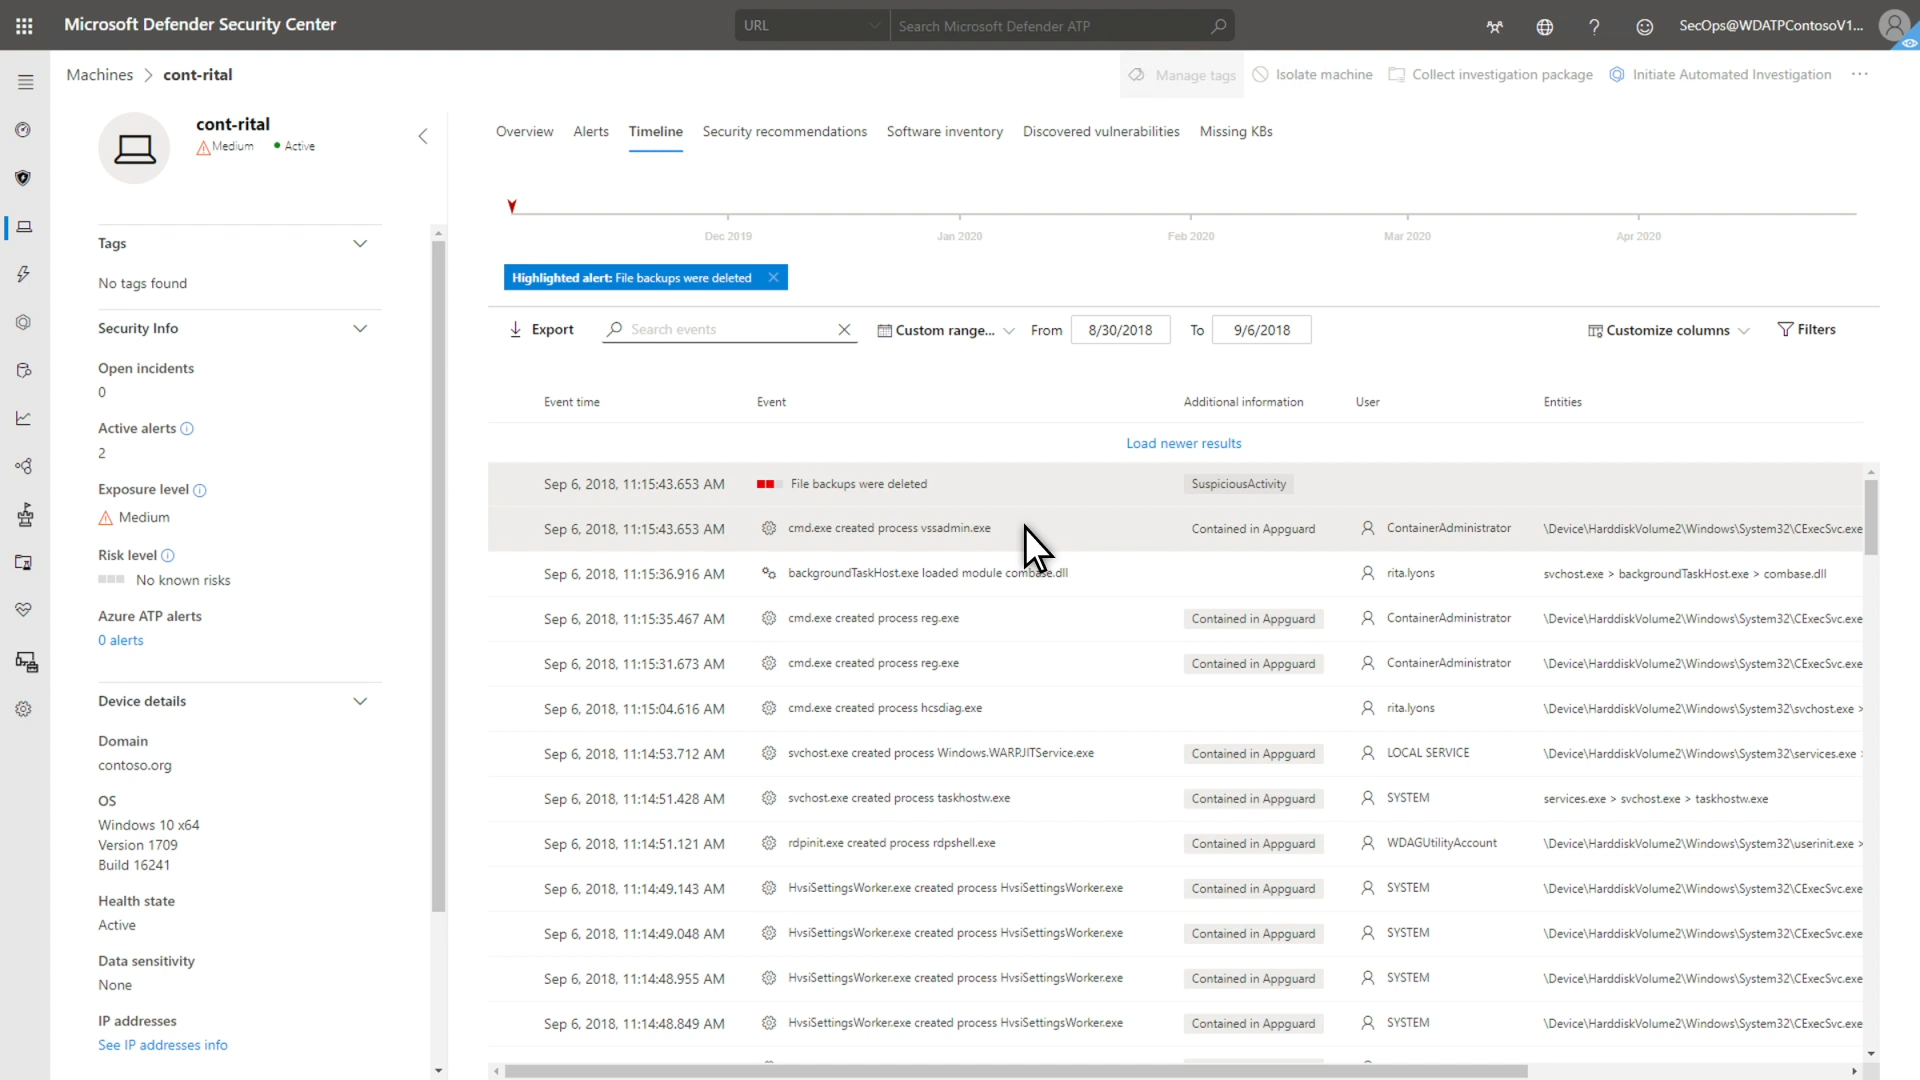 Microsoft Defender Security Center
URL
Search Microsoft Defender ATP
SecOps@WDATPContosoV1...
Machines > cont-rital
Manage tags
Isolate machine
Collect investigation package
Initiate Automated Investigation
...
cont-rital
Medium
Active
Tags
No tags found
Security Info
Open incidents
0
Active alerts
2
Exposure level
Medium
Risk level
No known risks
Azure ATP alerts
0 alerts
Device details
Domain
contoso.org
OS
Windows 10 x64
Version 1709
Build 16241
Health state
Active
Data sensitivity
None
IP addresses
See IP addresses info
Overview Alerts Timeline Security recommendations Software inventory Discovered vulnerabilities Missing KBs
Dec 2019 Jan 2020 Feb 2020 Mar 2020 Apr 2020
Highlighted alert: File backups were deleted
Export Search events Custom range... From 8/30/2018 To 9/6/2018 Customize columns Filters
Event time Event Additional information User Entities
Load newer results
Sep 6, 2018, 11:15:43.653 AM File backups were deleted SuspiciousActivity
Sep 6, 2018, 11:15:43.653 AM cmd.exe created process vssadmin.exe Contained in Appguard ContainerAdministrator \Device\HarddiskVolume2\Windows\System32\CExecSvc.exe
Sep 6, 2018, 11:15:36.916 AM backgroundTaskHost.exe loaded module combase.dll rita.lyons svchost.exe > backgroundTaskHost.exe > combase.dll
Sep 6, 2018, 11:15:35.467 AM cmd.exe created process reg.exe Contained in Appguard ContainerAdministrator \Device\HarddiskVolume2\Windows\System32\CExecSvc.exe
Sep 6, 2018, 11:15:31.673 AM cmd.exe created process reg.exe Contained in Appguard ContainerAdministrator \Device\HarddiskVolume2\Windows\System32\CExecSvc.exe
Sep 6, 2018, 11:15:04.616 AM cmd.exe created process hcsdiag.exe rita.lyons \Device\HarddiskVolume2\Windows\System32\svchost.exe >
Sep 6, 2018, 11:14:53.712 AM svchost.exe created process Windows.WARP.JITService.exe Contained in Appguard LOCAL SERVICE \Device\HarddiskVolume2\Windows\System32\services.exe
Sep 6, 2018, 11:14:51.428 AM svchost.exe created process taskhostw.exe Contained in Appguard SYSTEM services.exe > svchost.exe > taskhostw.exe
Sep 6, 2018, 11:14:51.121 AM rdpinit.exe created process rdpshell.exe Contained in Appguard WDAGUtilityAccount \Device\HarddiskVolume2\Windows\System32\userinit.exe >
Sep 6, 2018, 11:14:49.143 AM HvsiSettingsWorker.exe created process HvsiSettingsWorker.exe Contained in Appguard SYSTEM \Device\HarddiskVolume2\Windows\System32\CExecSvc.exe
Sep 6, 2018, 11:14:49.048 AM HvsiSettingsWorker.exe created process HvsiSettingsWorker.exe Contained in Appguard SYSTEM \Device\HarddiskVolume2\Windows\System32\CExecSvc.exe
Sep 6, 2018, 11:14:48.955 AM HvsiSettingsWorker.exe created process HvsiSettingsWorker.exe Contained in Appguard SYSTEM \Device\HarddiskVolume2\Windows\System32\CExecSvc.exe
Sep 6, 2018, 11:14:48.849 AM HvsiSettingsWorker.exe created process HvsiSettingsWorker.exe Contained in Appguard SYSTEM \Device\HarddiskVolume2\Windows\System32\CExecSvc.exe